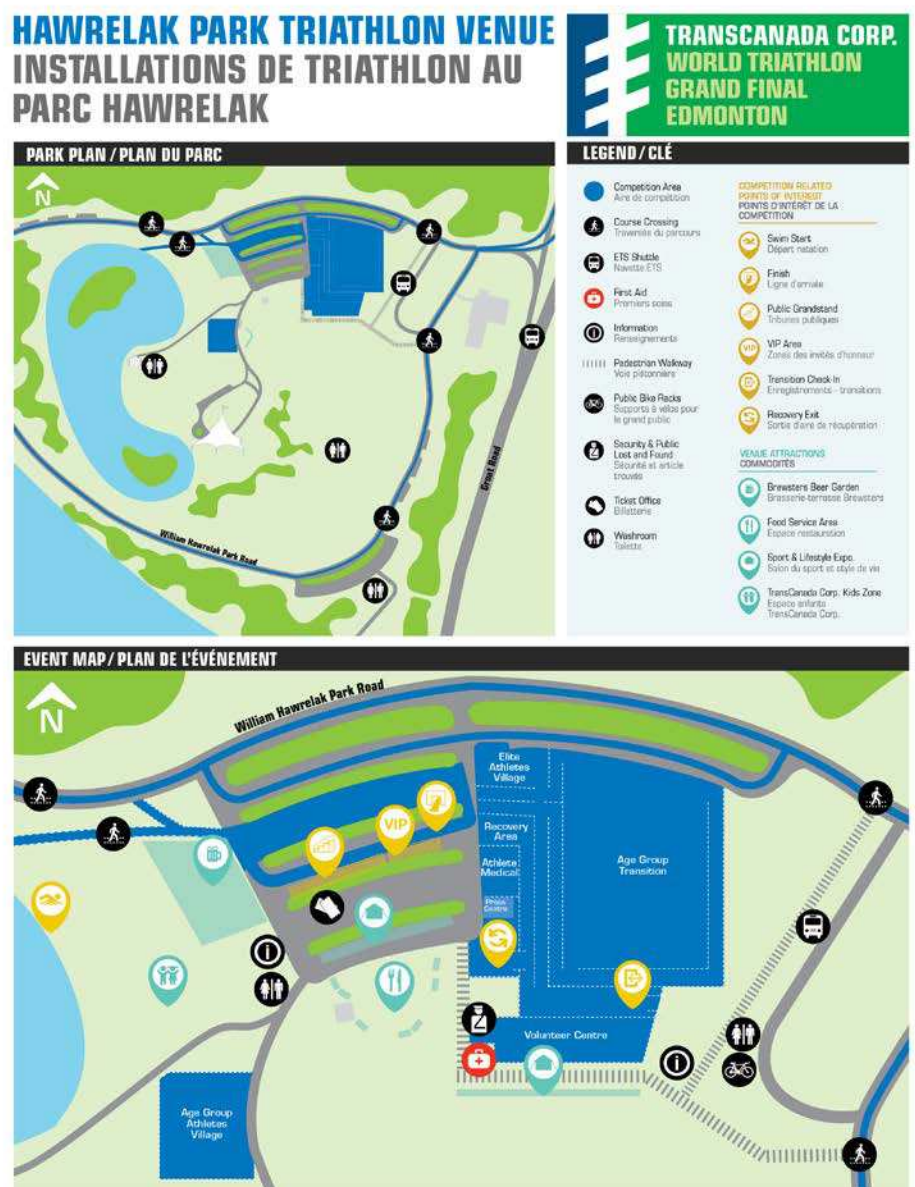 HAWRELAK PARK TRIATHLON VENUE
INSTALLATIONS DE TRIATHLON AU
PARC HAWRELAK
TRANSCANADA CORP.
WORLD TRIATHLON
GRAND FINAL
EDMONTON
PARK PLAN / PLAN DU PARC
N
William Hawrelak Park Road
Groat Road
LEGEND / CLÉ
Competition Area
Aire de compétition
Course Crossing
Traversée du parcours
ETS Shuttle
Navette ETS
First Aid
Premiers soins
Information
Renseignements
Pedestrian Walkway
Voie piétonnière
Public Bike Racks
Supports à vélos pour
le grand public
Security & Public
Lost and Found
Sécurité et article
trouvés
Ticket Office
Billetterie
Washroom
Toilette
COMPETITION RELATED
POINTS OF INTEREST
POINTS D'INTÉRÊT DE LA
COMPÉTITION
Swim Start
Départ natation
Finish
Ligne d'arrivée
Public Grandstand
Tribunes publiques
VIP
VIP Area
Zones des invités d'honneur
Transition Check-In
Enregistrements - transitions
Recovery Exit
Sortie d'aire de récupération
VENUE ATTRACTIONS
COMMODITÉS
Brewsters Beer Garden
Brasserie-terrasse Brewsters
Food Service Area
Espace restauration
Sport & Lifestyle Expo.
Salon du sport et style de vie
TransCanada Corp. Kids Zone
Espace enfants
TransCanada Corp.
EVENT MAP / PLAN DE L'ÉVÉNEMENT
N
William Hawrelak Park Road
Elite
Athletes
Village
VIP
Recovery
Area
Athlete
Medical
Press
Centre
Age Group
Transition
Volunteer Centre
Age Group
Athletes
Village